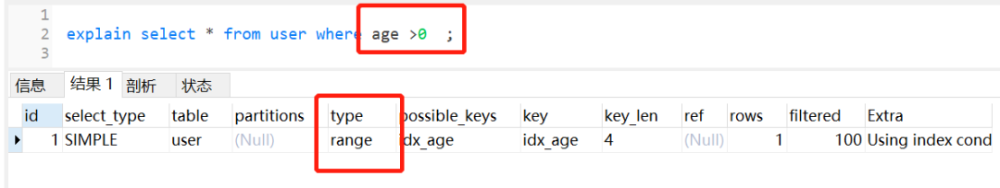 1
2 explain select * from user where age >0 ;
3
信息 结果 1 剖析 状态
id select_type table partitions type possible_keys key key_len ref rows filtered Extra
1 SIMPLE user (Null) range idx_age idx_age 4 (Null) 1 100 Using index cond